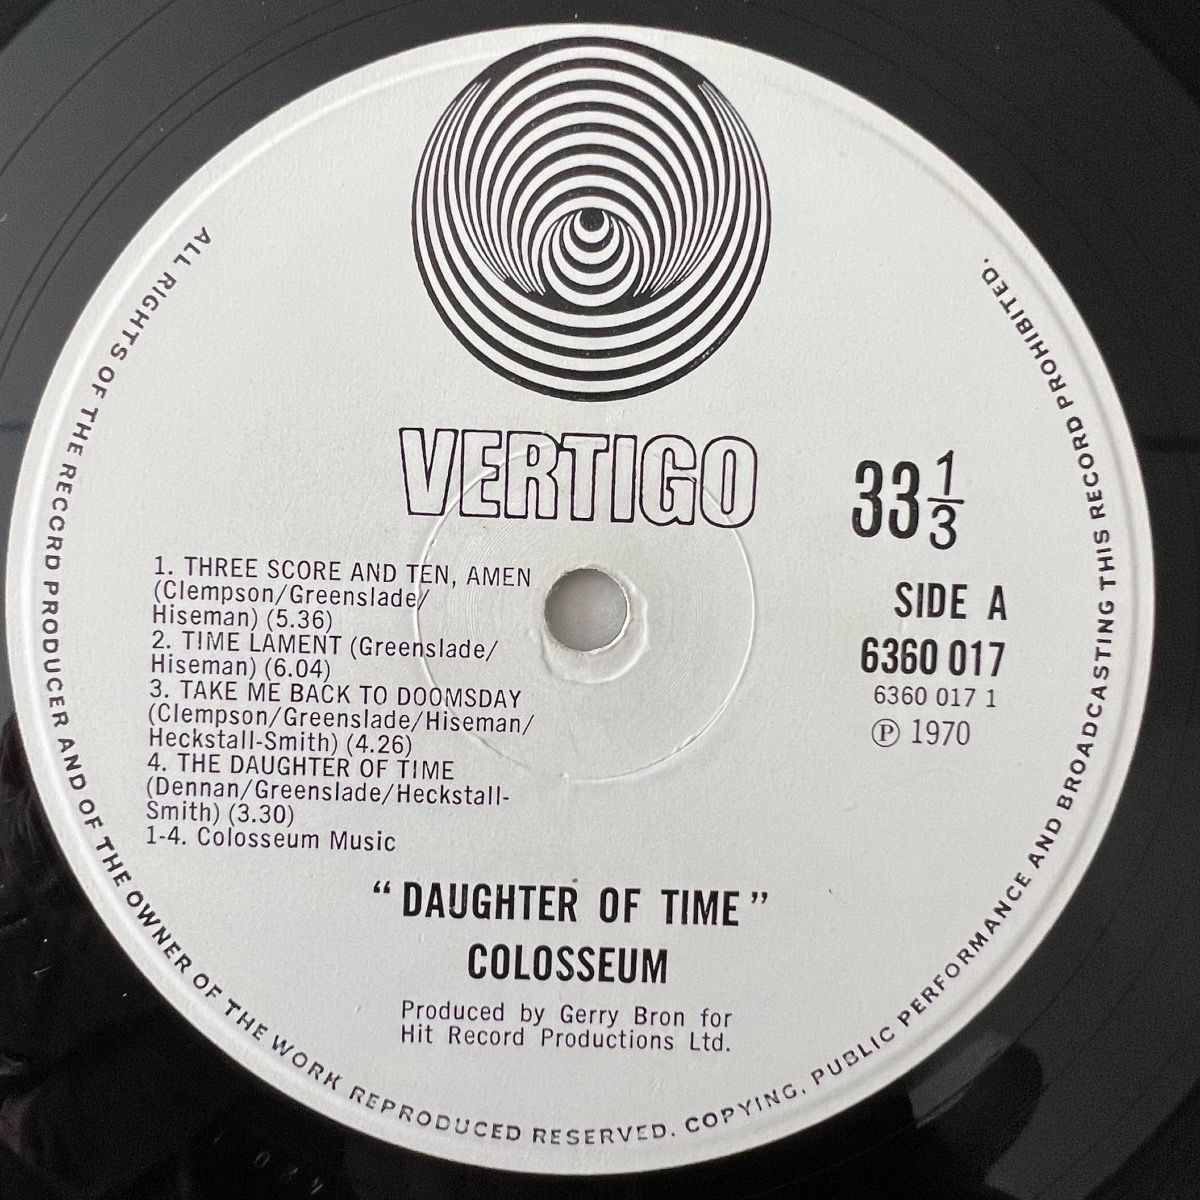 VERTIGO
33 1/3
SIDE A
6360 017
6360 017 1
Ⓟ 1970
1. THREE SCORE AND TEN, AMEN
(Clempson/Greenslade/
Hiseman) (5.36)
2. TIME LAMENT (Greenslade/
Hiseman) (6.04)
3. TAKE ME BACK TO DOOMSDAY
(Clempson/Greenslade/Hiseman/
Heckstall-Smith) (4.26)
4. THE DAUGHTER OF TIME
(Dennan/Greenslade/Heckstall-
Smith) (3.30)
1-4. Colosseum Music
“DAUGHTER OF TIME”
COLOSSEUM
Produced by Gerry Bron for
Hit Record Productions Ltd.
ALL RIGHTS OF THE RECORD PRODUCER AND OF THE OWNER OF THE WORK REPRODUCED RESERVED. COPYING, PUBLIC PERFORMANCE AND BROADCASTING THIS RECORD PROHIBITED.